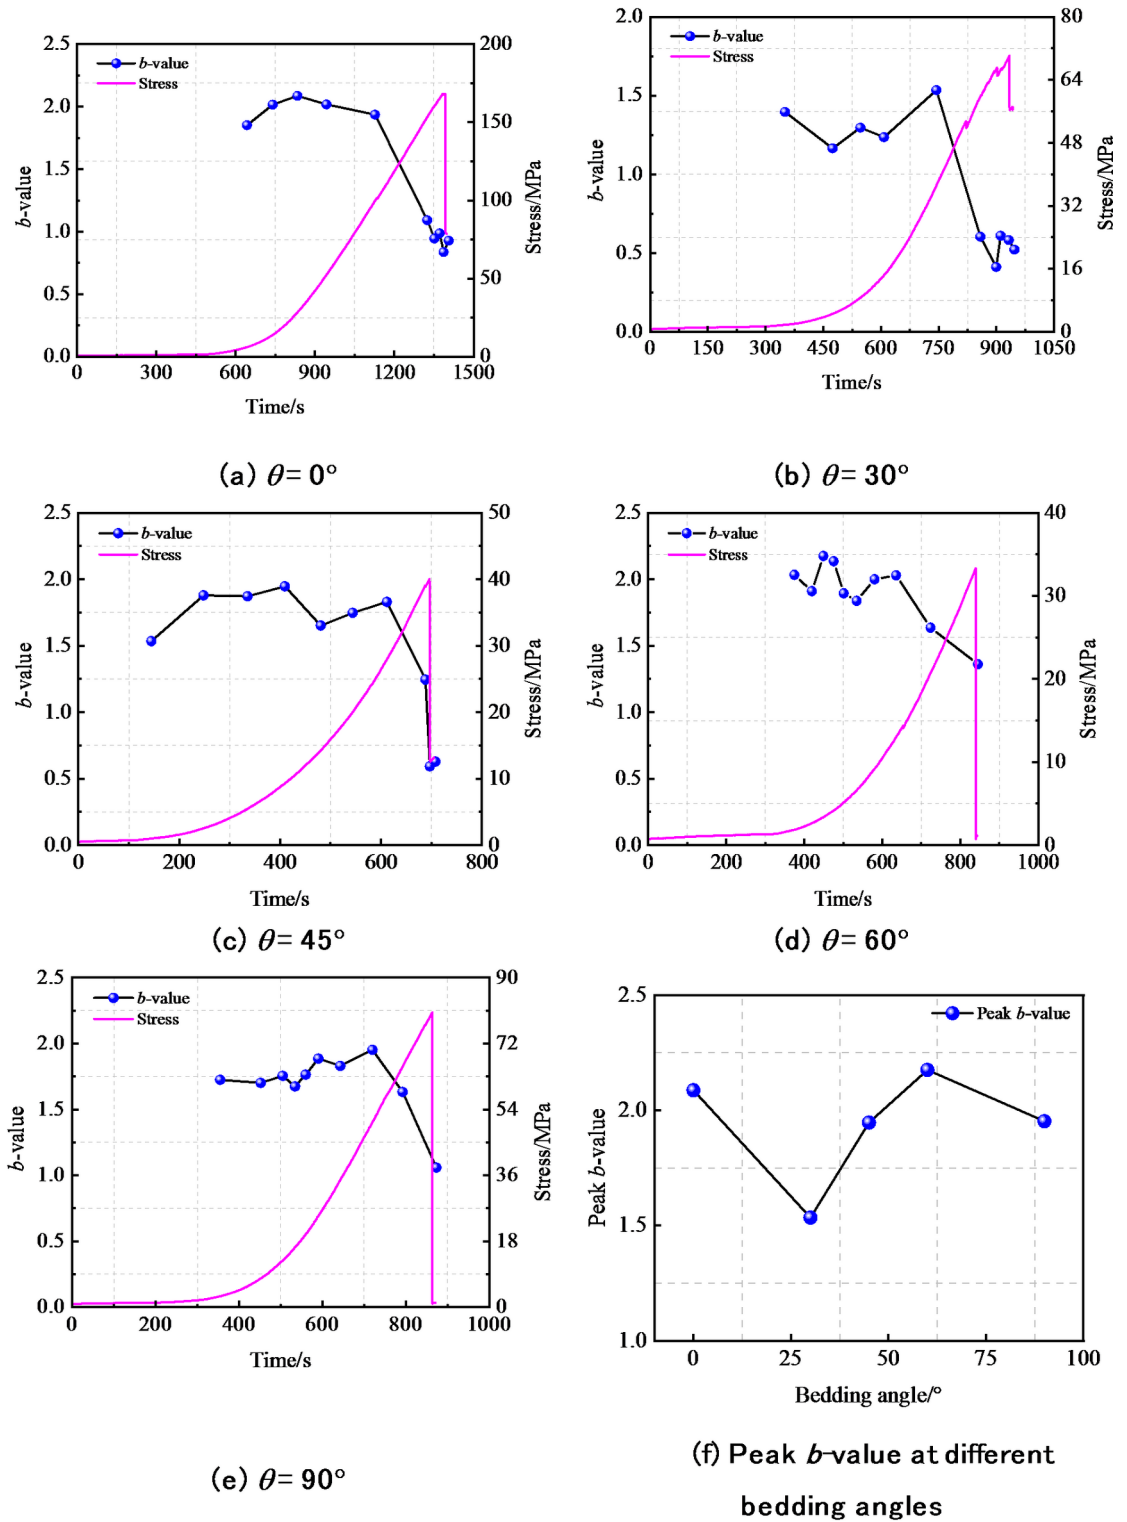 2.5
2.0
1.5
1.0
0.5
0.0
b-value
b-value
Stress
200
150
100
50
0
Stress/MPa
0 300 600 900 1200 1500
Time/s
(a) θ= 0°
2.0
1.5
1.0
0.5
0.0
b-value
b-value
Stress
80
64
48
32
16
0
Stress/MPa
0 150 300 450 600 750 900 1050
Time/s
(b) θ= 30°
2.5
2.0
1.5
1.0
0.5
0.0
b-value
b-value
Stress
50
40
30
20
10
0
Stress/MPa
0 200 400 600 800
Time/s
(c) θ= 45°
2.5
2.0
1.5
1.0
0.5
0.0
b-value
b-value
Stress
40
30
20
10
0
Stress/MPa
0 200 400 600 800 1000
Time/s
(d) θ= 60°
2.5
2.0
1.5
1.0
0.5
0.0
b-value
b-value
Stress
90
72
54
36
18
0
Stress/MPa
0 200 400 600 800 1000
Time/s
(e) θ= 90°
2.5
2.0
1.5
1.0
Peak b-value
Peak b-value
0 25 50 75 100
Bedding angle/°
(f) Peak b-value at different
bedding angles